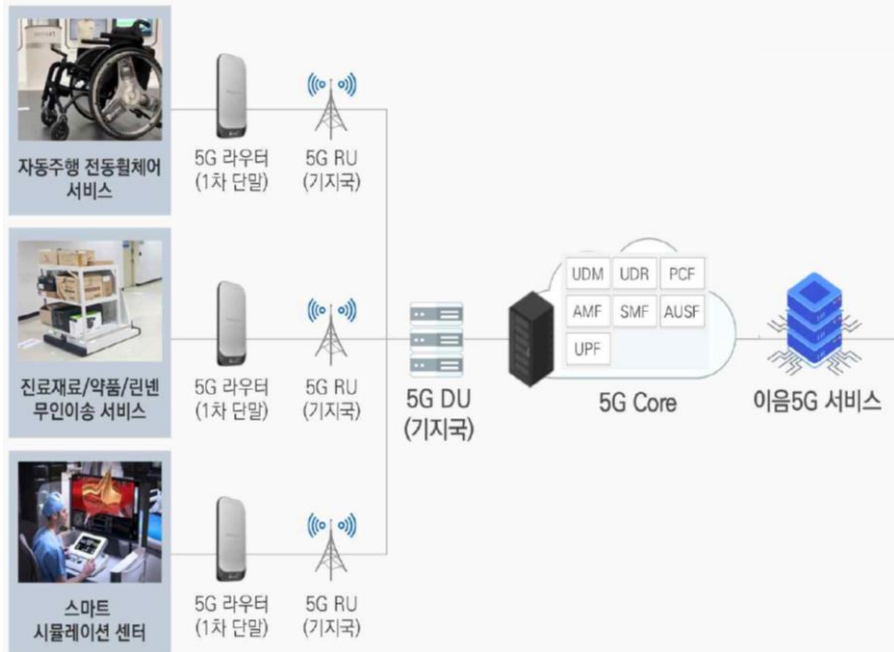 자동주행 전동휠체어
서비스
5G 라우터
(1차 단말)
5G RU
(기지국)
진료재료/약품/린넨
무인이송 서비스
5G 라우터
(1차 단말)
5G RU
(기지국)
스마트
시뮬레이션 센터
5G 라우터
(1차 단말)
5G RU
(기지국)
5G DU
(기지국)
UDM UDR PCF
AMF SMF AUSF
UPF
5G Core
이음5G 서비스